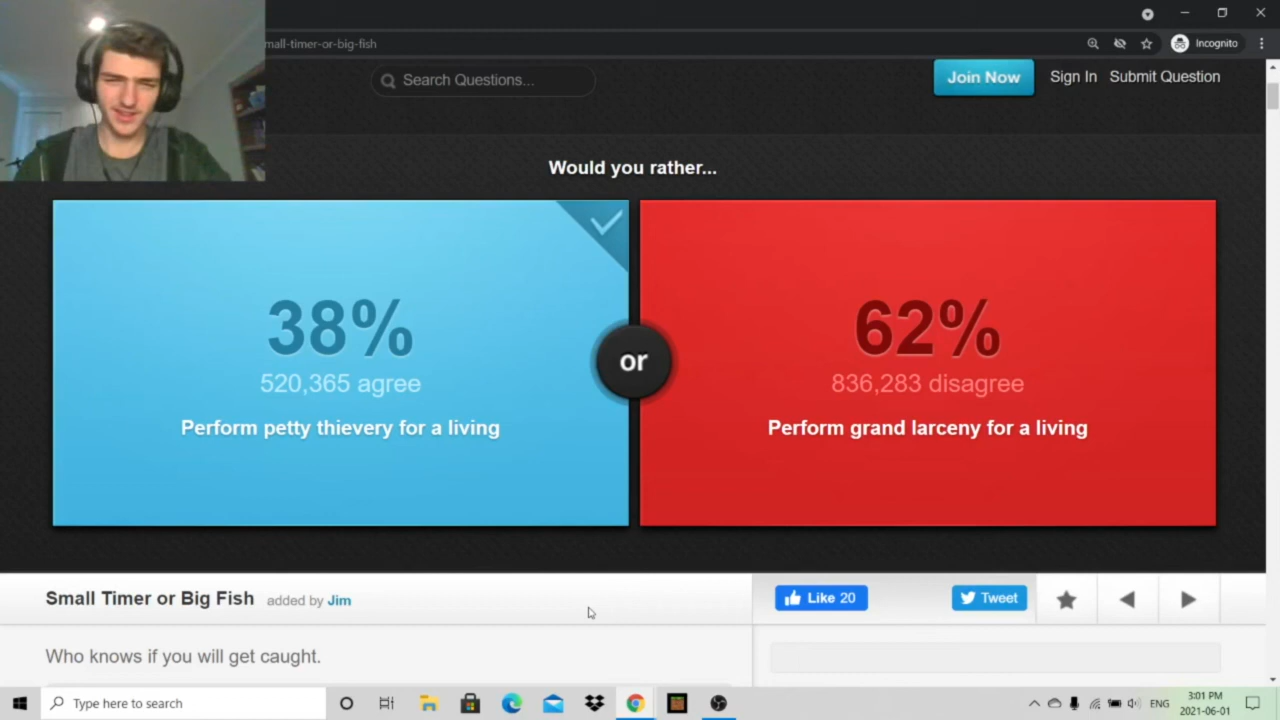 mall-timer-or-big-fish
Incognito
Search Questions...
Join Now
Sign In
Submit Question
Would you rather...
38%
520,365 agree
Perform petty thievery for a living
or
62%
836,283 disagree
Perform grand larceny for a living
Small Timer or Big Fish added by Jim
Like 20
Tweet
Who knows if you will get caught.
Type here to search
ENG
3:01 PM
2021-06-01